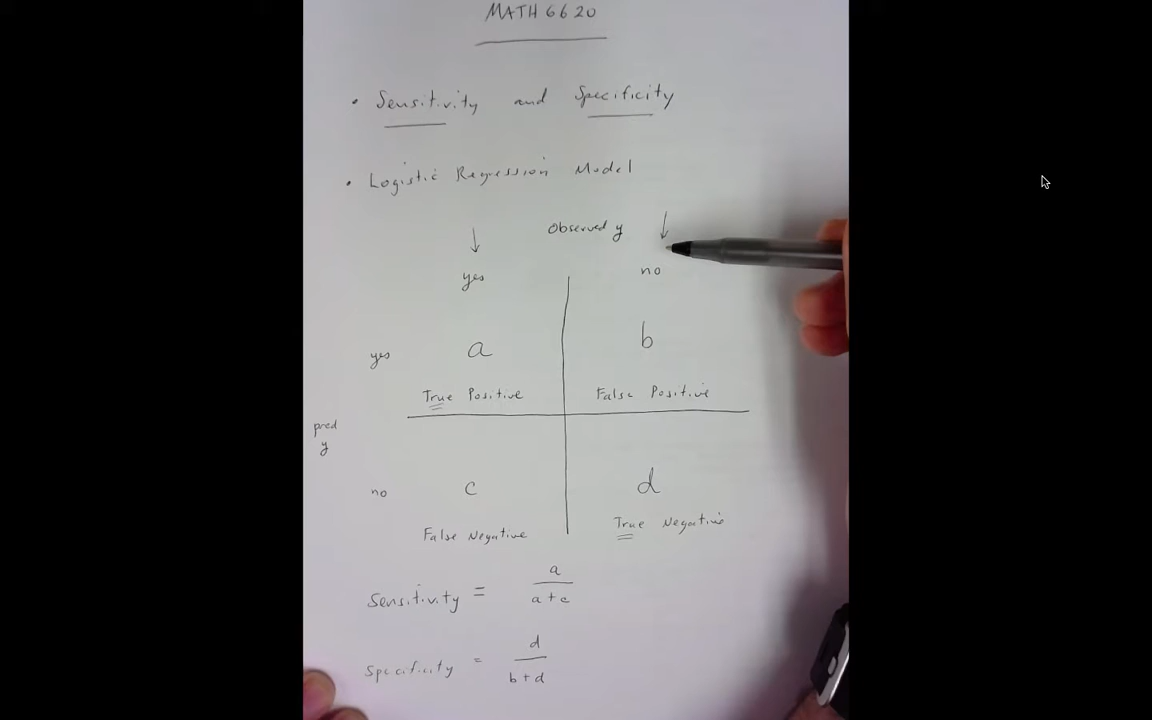 MATH 6620
• Sensitivity and Specificity
• Logistic Regression Model
Observed y
yes no
yes a b
True Positive False Positive
pred
y
no c d
False Negative True Negative
Sensitivity = a
a + c
Specificity = d
b + d